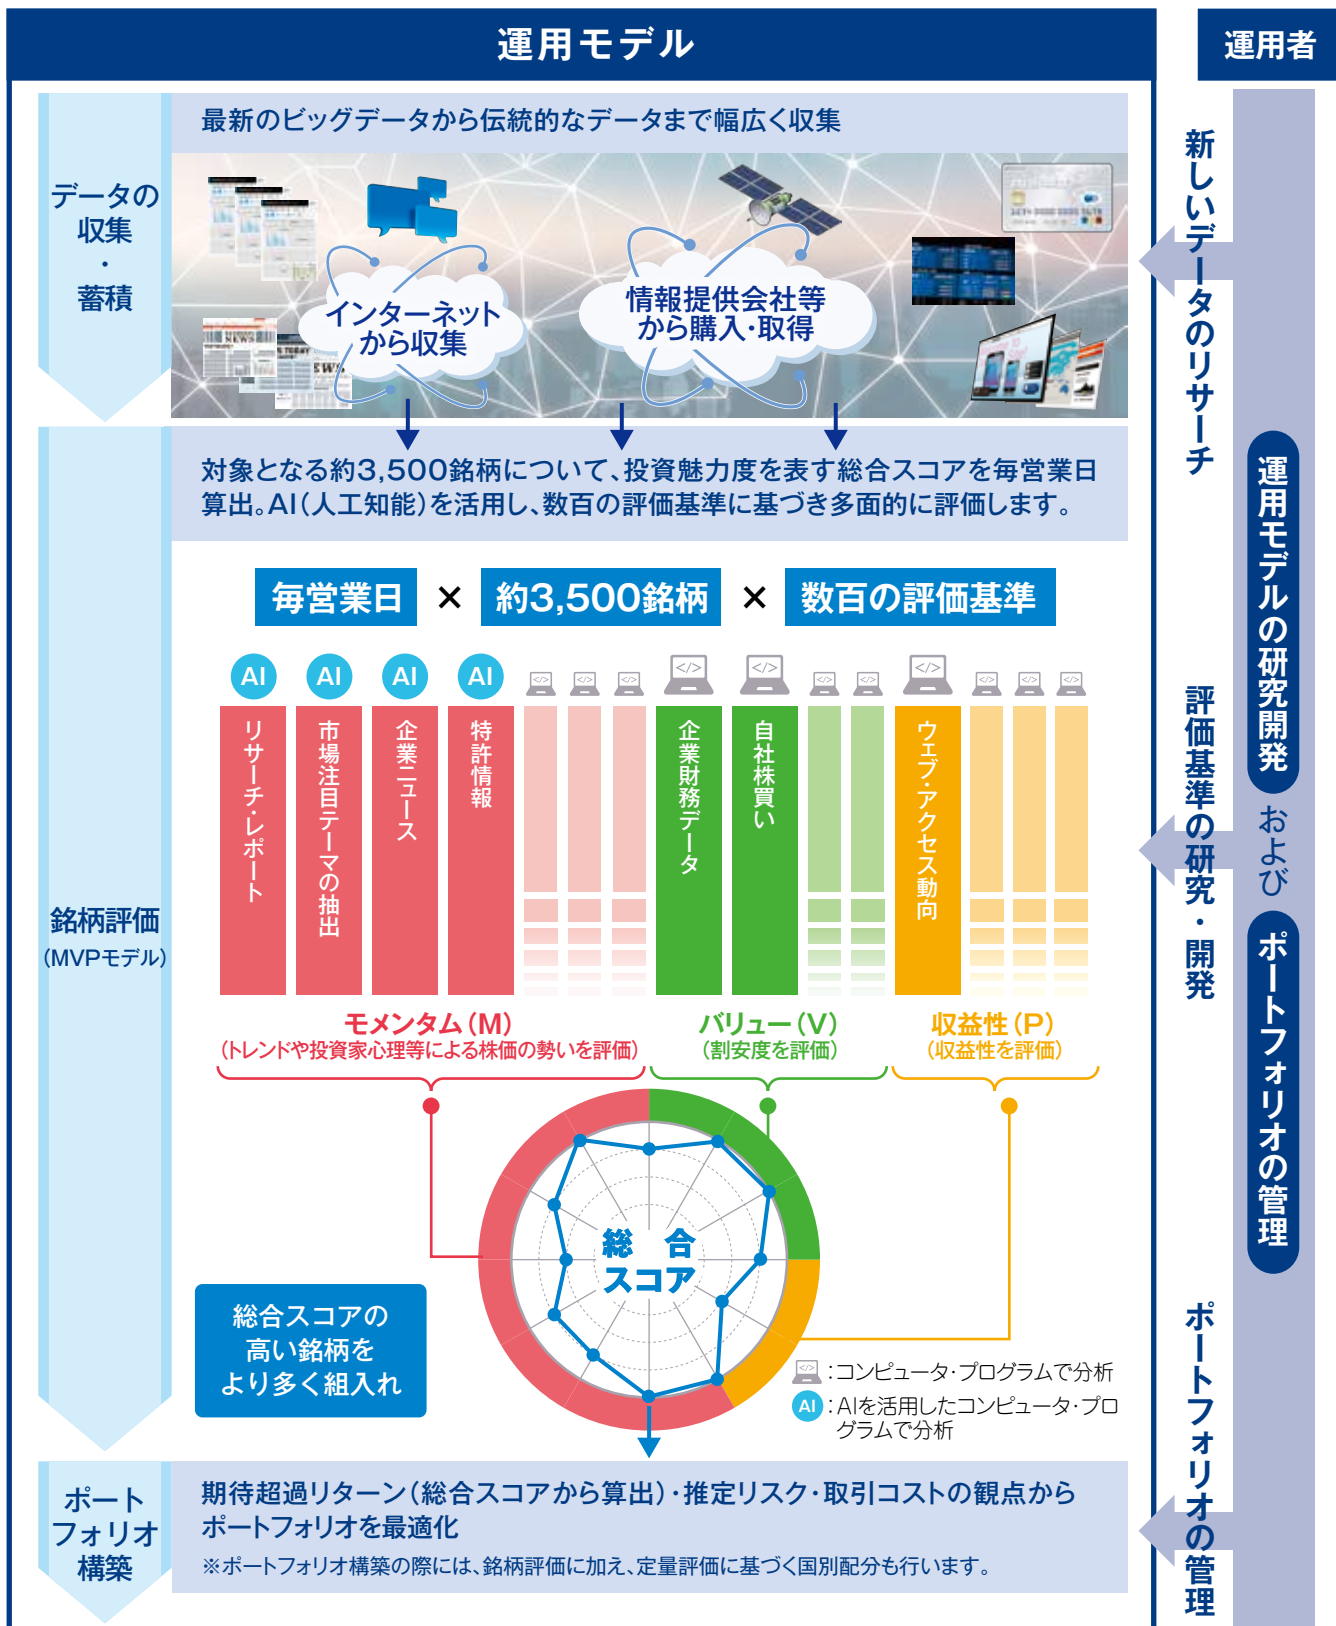 運用モデル
運用者
最新のビッグデータから伝統的なデータまで幅広く収集
データの
収集
・
蓄積
インターネット
から収集
情報提供会社等
から購入・取得
NEWS
対象となる約3,500銘柄について、投資魅力度を表す総合スコアを毎営業日
算出。AI(人工知能)を活用し、数百の評価基準に基づき多面的に評価します。
毎営業日 × 約3,500銘柄 × 数百の評価基準
AI
AI
AI
AI
リサーチ・レポート
市場注目テーマの抽出
企業ニュース
特許情報
企業財務データ
自社株買い
ウェブ・アクセス動向
銘柄評価
(MVPモデル)
モメンタム(M)
(トレンドや投資家心理等による株価の勢いを評価)
バリュー(V)
(割安度を評価)
収益性(P)
(収益性を評価)
総 合
スコア
総合スコアの
高い銘柄を
より多く組入れ
</> :コンピュータ・プログラムで分析
AI :AIを活用したコンピュータ・プロ
グラムで分析
ポート
フォリオ
構築
期待超過リターン(総合スコアから算出)・推定リスク・取引コストの観点から
ポートフォリオを最適化
※ポートフォリオ構築の際には、銘柄評価に加え、定量評価に基づく国別配分も行います。
新しいデータのリサーチ
評価基準の研究・開発
ポートフォリオの管理
運用モデルの研究開発
および
ポートフォリオの管理